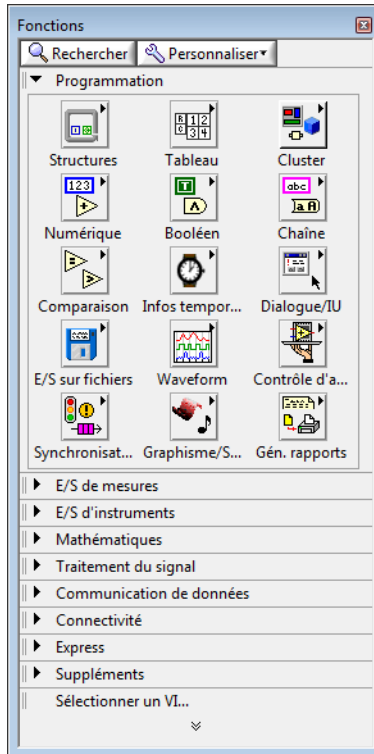 Fonctions
Rechercher Personnaliser
Programmation
Structures Tableau Cluster
Numérique Booléen Chaîne
Comparaison Infos tempor... Dialogue/IU
E/S sur fichiers Waveform Contrôle d'a...
Synchronisat... Graphisme/S... Gén. rapports
E/S de mesures
E/S d'instruments
Mathématiques
Traitement du signal
Communication de données
Connectivité
Express
Suppléments
Sélectionner un VI...